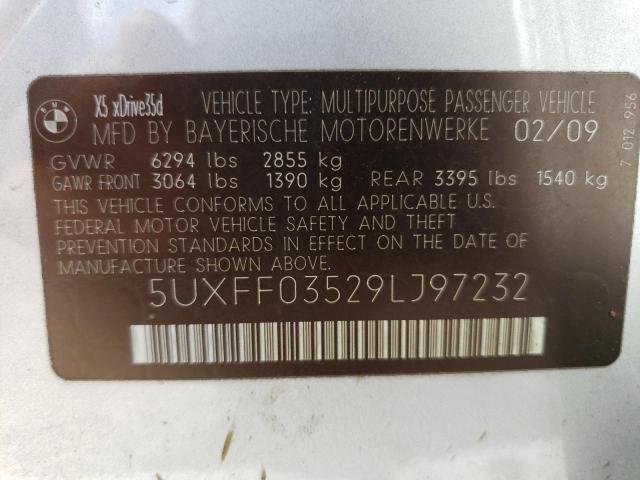 BMW
X5 xDrive35d VEHICLE TYPE: MULTIPURPOSE PASSENGER VEHICLE
MFD BY BAYERISCHE MOTORENWERKE 02/09
GVWR 6294 lbs 2855 kg
GAWR FRONT 3064 lbs 1390 kg REAR 3395 lbs 1540 kg
THIS VEHICLE CONFORMS TO ALL APPLICABLE U.S.
FEDERAL MOTOR VEHICLE SAFETY AND THEFT
PREVENTION STANDARDS IN EFFECT ON THE DATE OF
MANUFACTURE SHOWN ABOVE.
5UXFF03529LJ97232
7 012 956